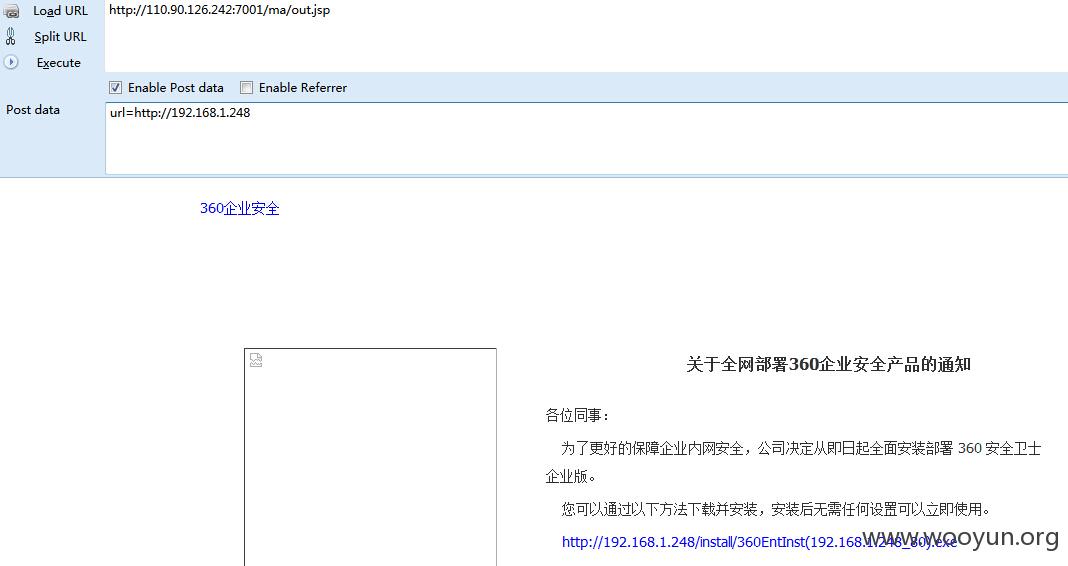 Load URL
http://110.90.126.242:7001/ma/out.jsp
Split URL
Execute
Enable Post data
Enable Referrer
Post data
url=http://192.168.1.248
360企业安全
关于全网部署360企业安全产品的通知
各位同事:
为了更好的保障企业内网安全，公司决定从即日起全面安装部署 360 安全卫士
企业版。
您可以通过以下方法下载并安装，安装后无需任何设置可以立即使用。
http://192.168.1.248/install/360EntInst(192.168.1.248_80).exe
www.wooyun.org